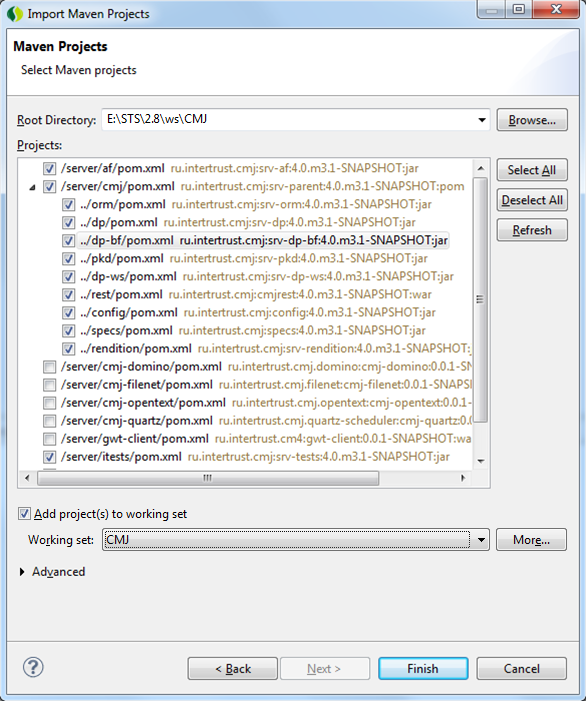 Import Maven Projects
Maven Projects
Select Maven projects
Root Directory: E:\STS\2.8\ws\CMJ Browse...
Projects:
/server/af/pom.xml ru.intertrust.cmj:srv-af:4.0.m3.1-SNAPSHOT:jar Select All
/server/cmj/pom.xml ru.intertrust.cmj:srv-parent:4.0.m3.1-SNAPSHOT:pom
../orm/pom.xml ru.intertrust.cmj:srv-orm:4.0.m3.1-SNAPSHOT:jar Deselect All
../dp/pom.xml ru.intertrust.cmj:srv-dp:4.0.m3.1-SNAPSHOT:jar
../dp-bf/pom.xml ru.intertrust.cmj:srv-dp-bf:4.0.m3.1-SNAPSHOT:jar Refresh
../pkd/pom.xml ru.intertrust.cmj:srv-pkd:4.0.m3.1-SNAPSHOT:jar
../dp-ws/pom.xml ru.intertrust.cmj:srv-dp-ws:4.0.m3.1-SNAPSHOT:jar
../rest/pom.xml ru.intertrust.cmj:cmjrest:4.0.m3.1-SNAPSHOT:war
../config/pom.xml ru.intertrust.cmj:config:4.0.m3.1-SNAPSHOT:jar
../specs/pom.xml ru.intertrust.cmj:specs:4.0.m3.1-SNAPSHOT:jar
../rendition/pom.xml ru.intertrust.cmj:srv-rendition:4.0.m3.1-SNAPSHOT:
/server/cmj-domino/pom.xml ru.intertrust.cmj.domino:cmj-domino:0.0.1-SNAP
/server/cmj-filenet/pom.xml ru.intertrust.cmj.filenet:cmj-filenet:0.0.1-SNAPSH
/server/cmj-opentext/pom.xml ru.intertrust.cmj.opentext:cmj-opentext:0.0.1-
/server/cmj-quartz/pom.xml ru.intertrust.cmj.quartz-scheduler:cmj-quartz:0.
/server/gwt-client/pom.xml ru.intertrust.cm4:gwt-client:0.0.1-SNAPSHOT:wa
/server/itests/pom.xml ru.intertrust.cmj:srv-tests:4.0.m3.1-SNAPSHOT:jar
Add project(s) to working set
Working set: CMJ More...
Advanced
? < Back Next > Finish Cancel